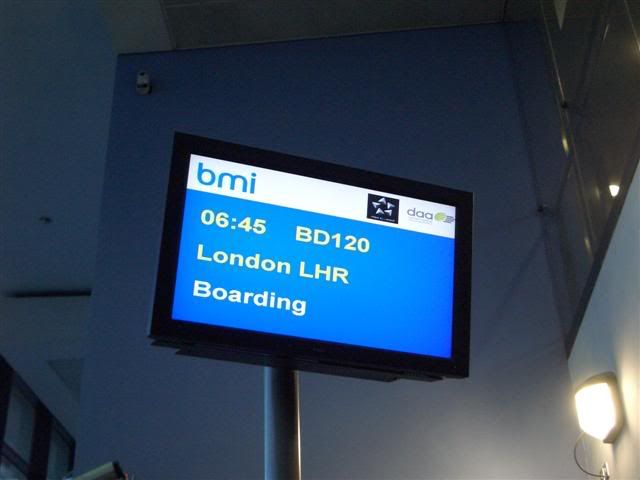 bmi
daa
06:45 BD120
London LHR
Boarding